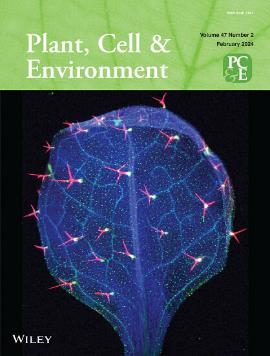 Plant, Cell &
Environment
Volume 47 Number 2
February 2024
PC
&E
WILEY